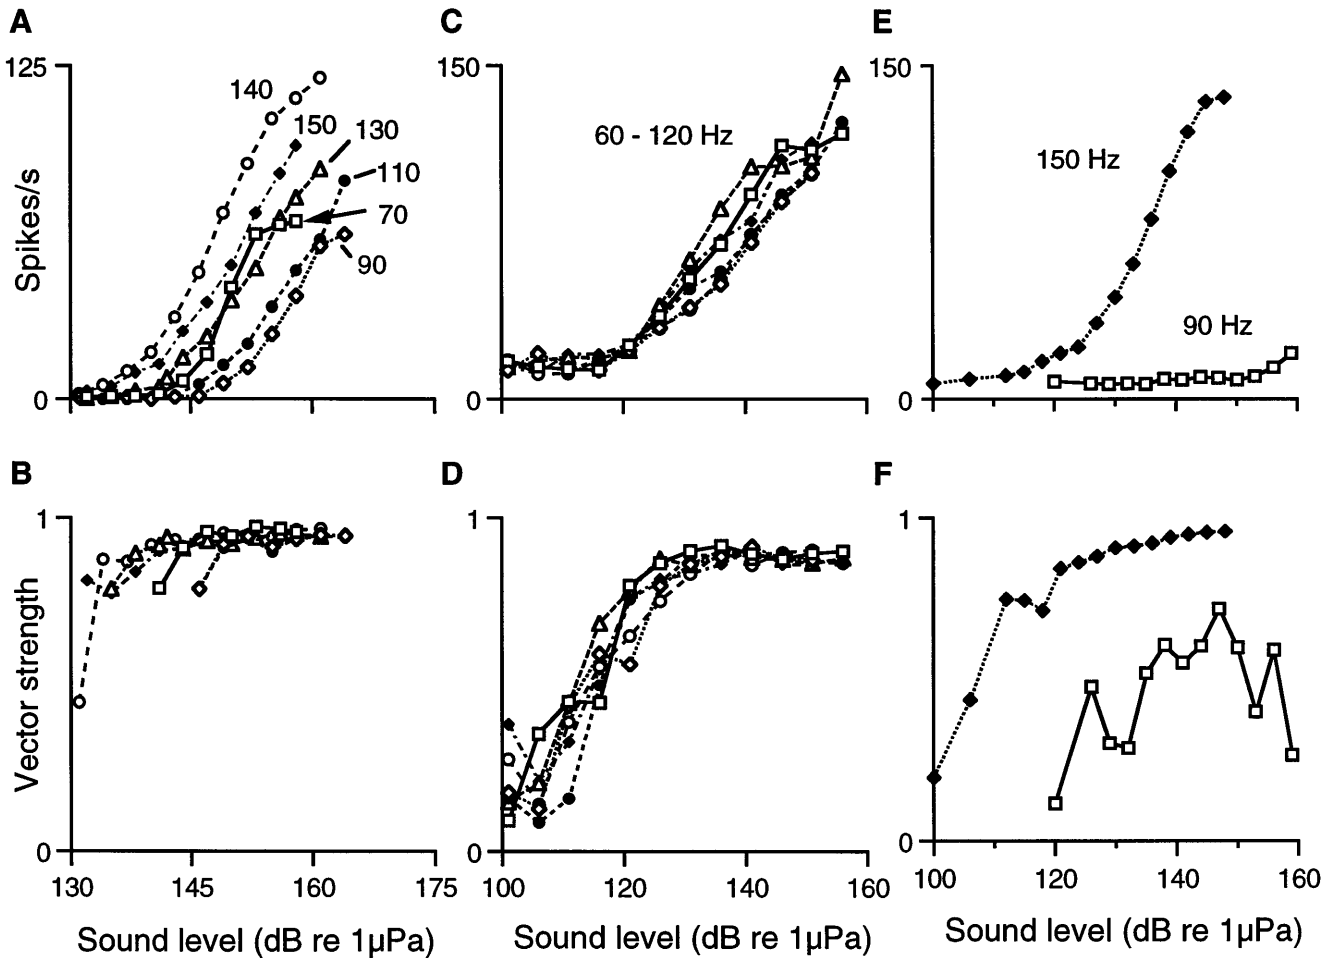 A
C
E
125
150
150
140
150
130
110
70
90
60 - 120 Hz
150 Hz
90 Hz
Spikes/s
0
0
0
B
D
F
1
1
1
Vector strength
0
0
0
130 145 160 175
100 120 140 160
100 120 140 160
Sound level (dB re 1µPa)
Sound level (dB re 1µPa)
Sound level (dB re 1µPa)